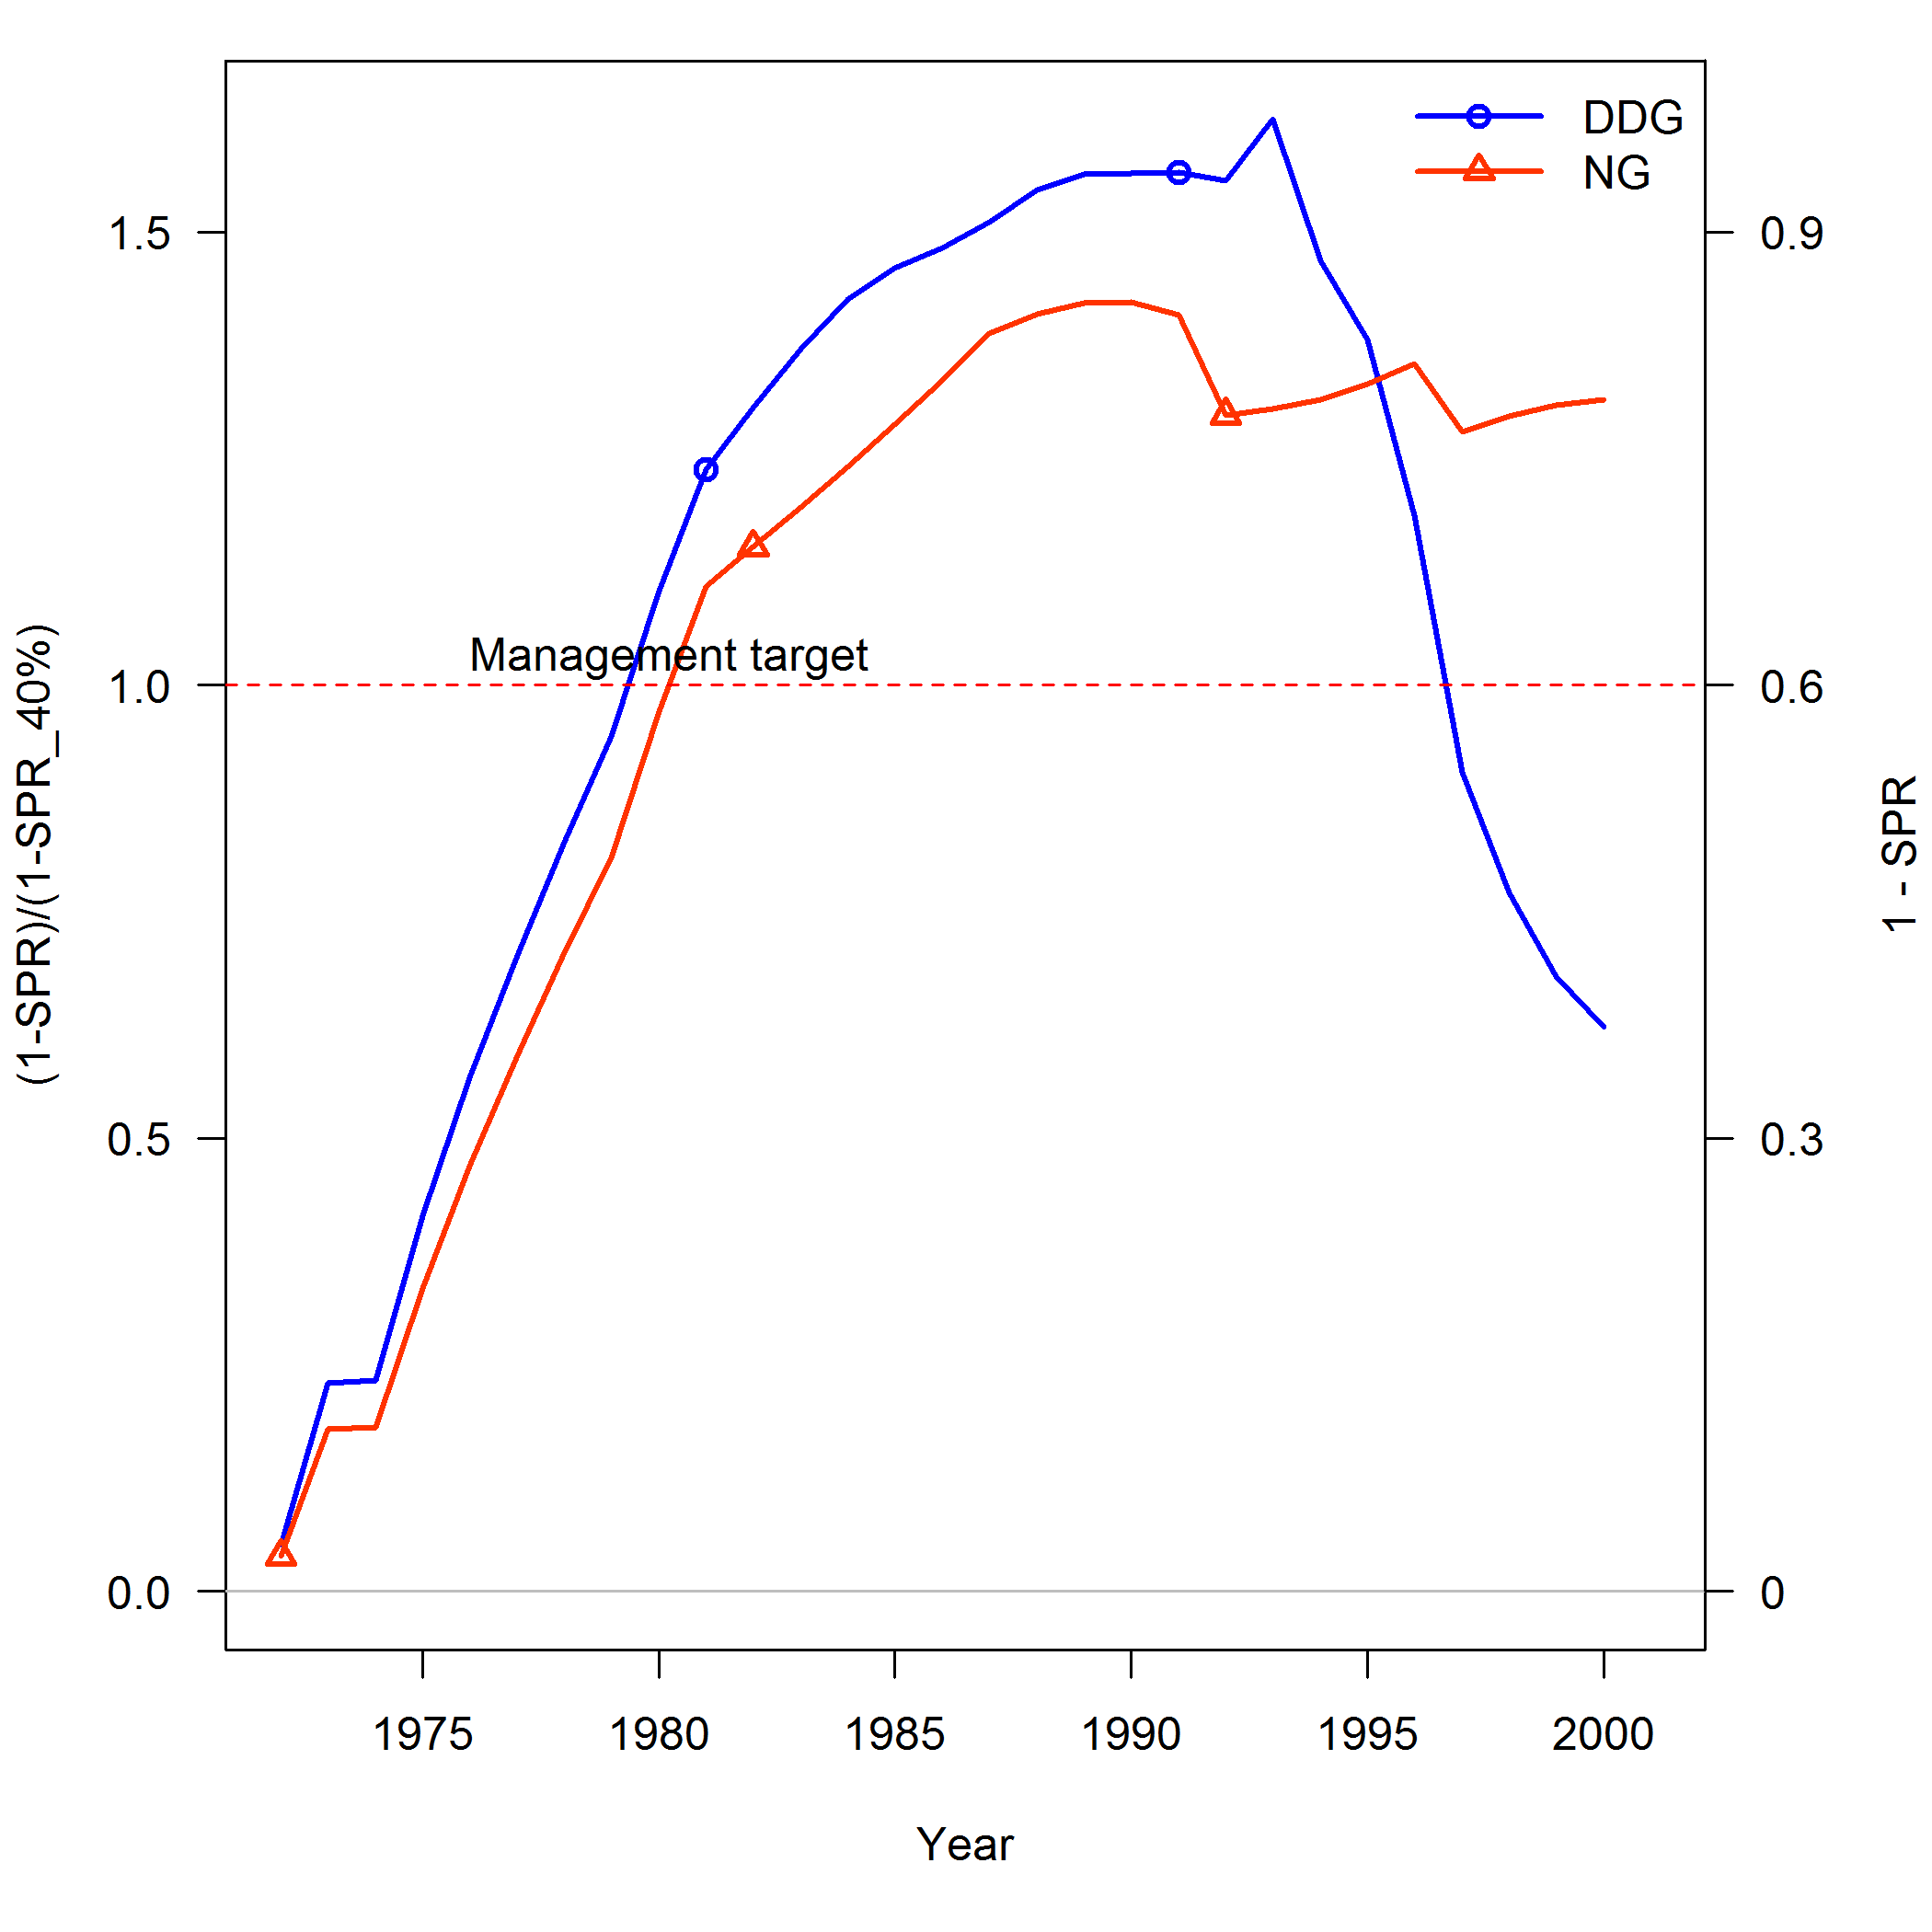 DDG
NG
1.5
1.0
0.5
0.0
(1-SPR)/(1-SPR_40%)
Management target
0.9
0.6
0.3
0
1 - SPR
1975
1980
1985
1990
1995
2000
Year